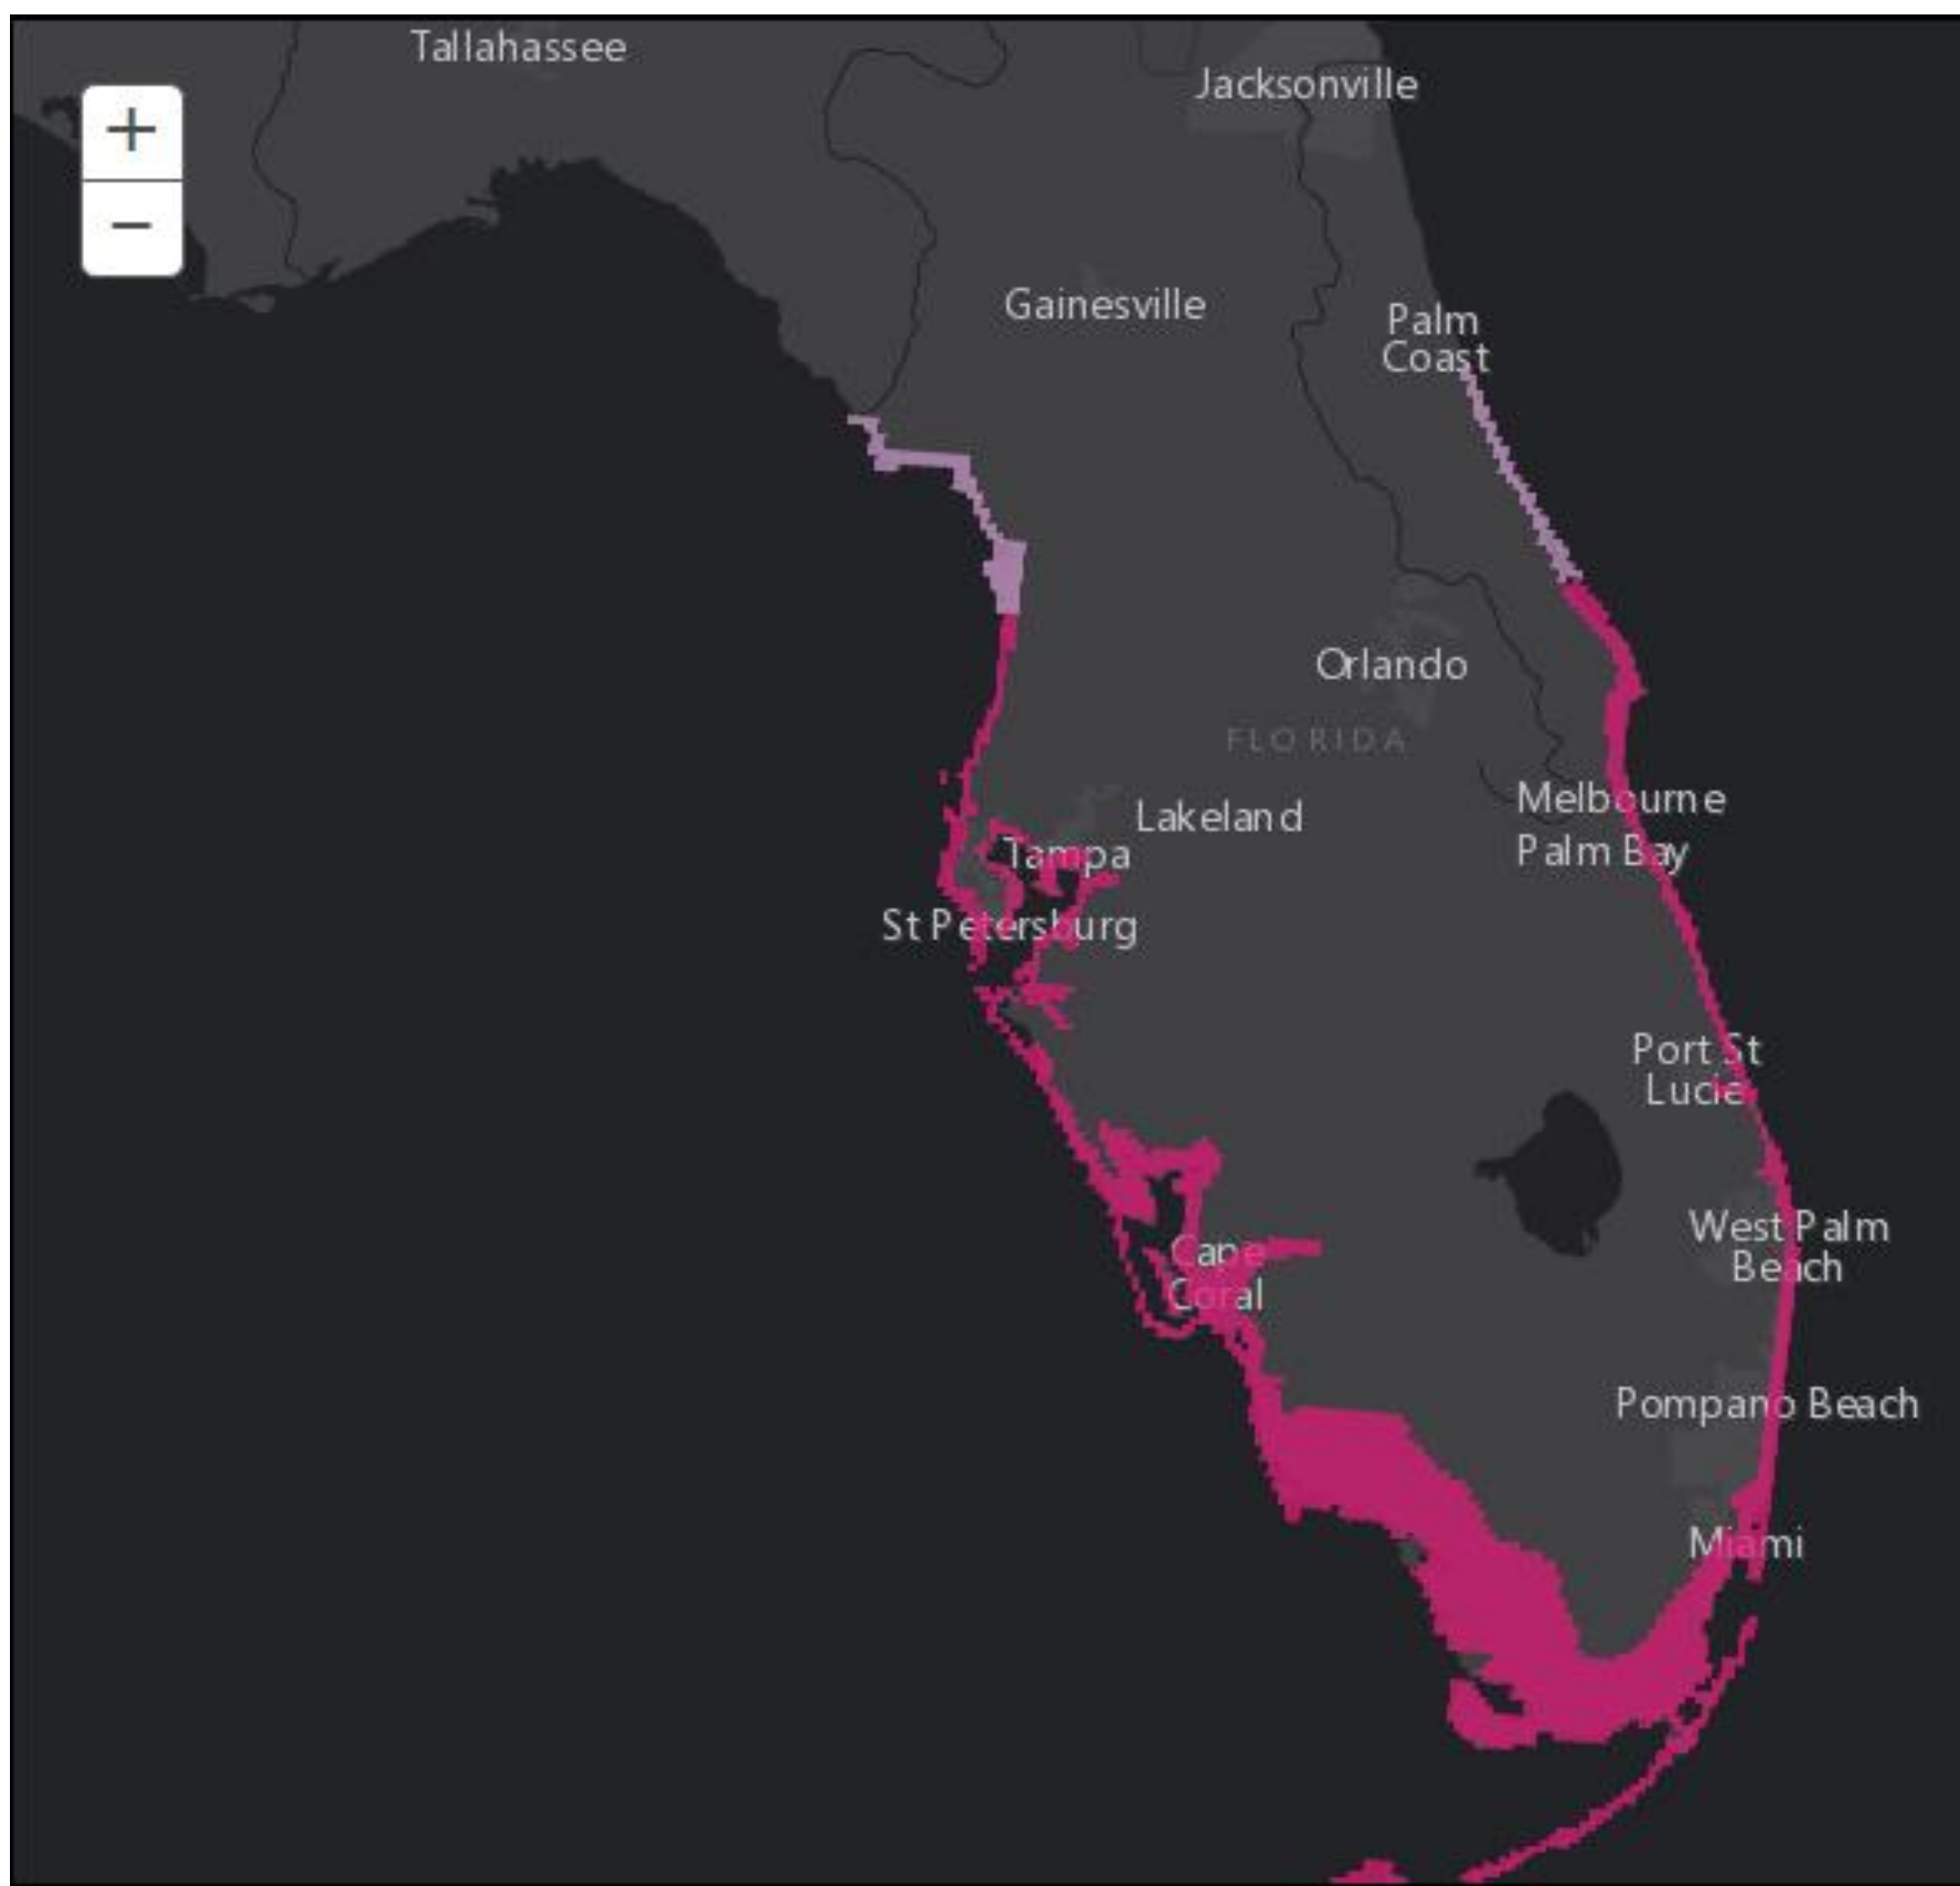 Tallahassee
Jacksonville
+
−
Gainesville
Palm
Coast
Orlando
FLORIDA
Melbourne
Lakeland
Palm Bay
Tampa
St Petersburg
Port St
Lucie
West Palm
Beach
Cape
Coral
Pompano Beach
Miami